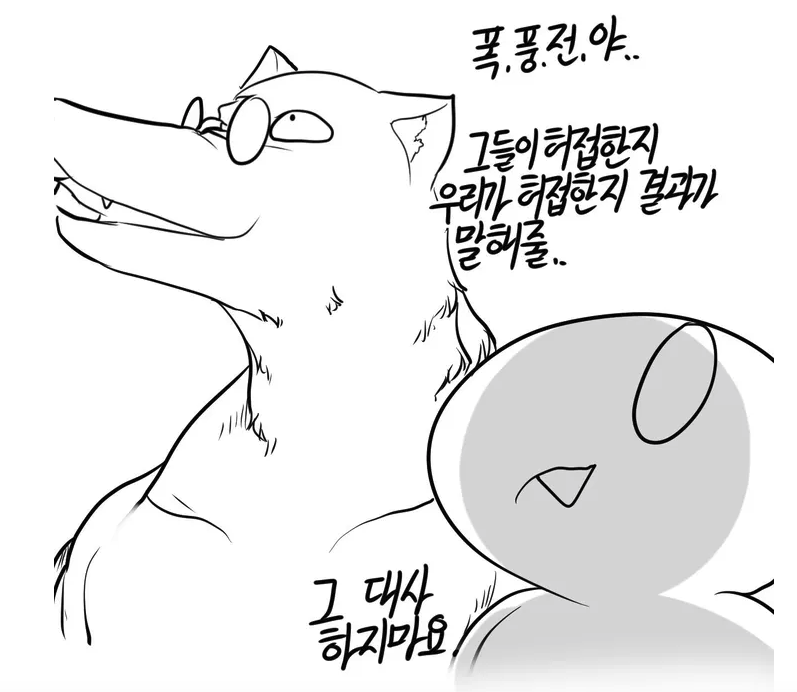 폭.풍.전.야..
그들이 허접한지
우리가 허접한지 결과가
말해줄..
그 대사
하지마요